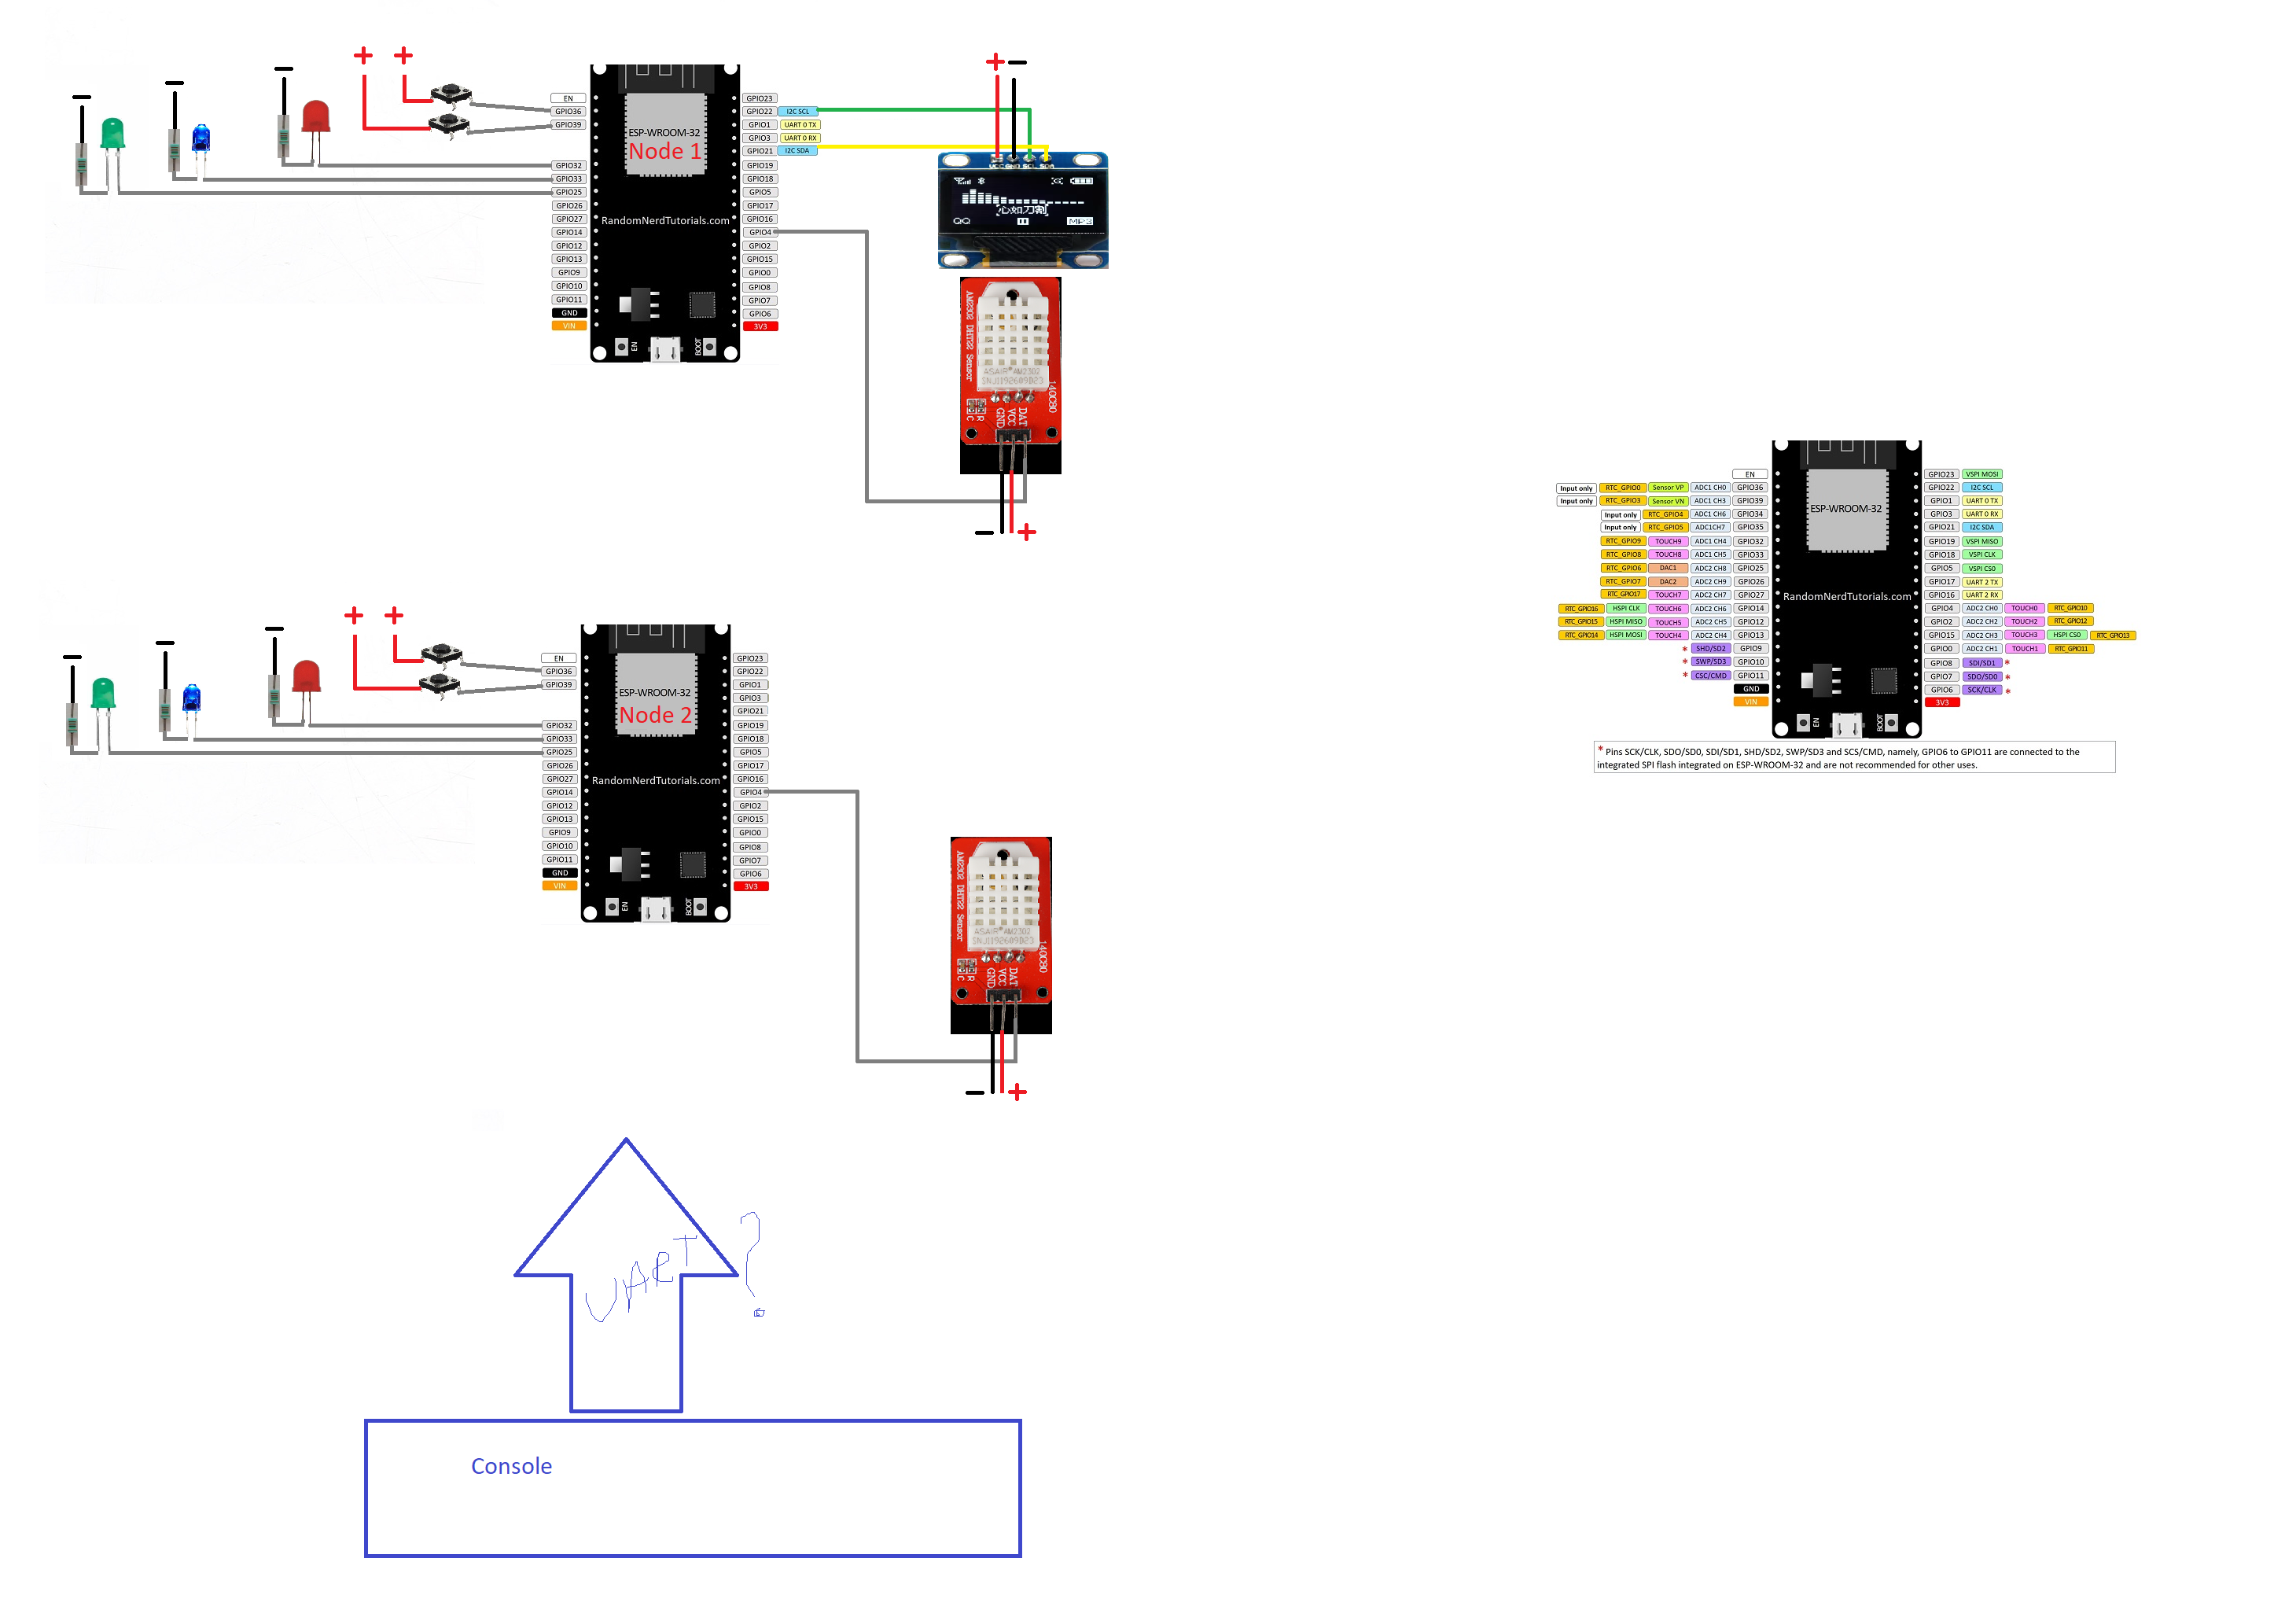 + +
+ −
EN
GPIO36
GPIO39
GPIO32
GPIO33
GPIO25
GPIO26
GPIO27
GPIO14
GPIO12
GPIO13
GPIO9
GPIO10
GPIO11
GND
VIN
ESP-WROOM-32
Node 1
RandomNerdTutorials.com
EN
BOOT
GPIO23
GPIO22 I2C SCL
GPIO1 UART 0 TX
GPIO3 UART 0 RX
GPIO21 I2C SDA
GPIO19
GPIO18
GPIO5
GPIO17
GPIO16
GPIO4
GPIO2
GPIO15
GPIO0
GPIO8
GPIO7
GPIO6
3V3
VCC GND SCL SDA
心如刀割
QQ
MP3
AM2302 DHT22 Sensor
ASAIR® AM2302
SNJ1192609B23
C R
GND VCC DAT
− +
+ +
EN
GPIO36
GPIO39
GPIO32
GPIO33
GPIO25
GPIO26
GPIO27
GPIO14
GPIO12
GPIO13
GPIO9
GPIO10
GPIO11
GND
VIN
ESP-WROOM-32
Node 2
RandomNerdTutorials.com
EN
BOOT
GPIO23
GPIO22
GPIO1
GPIO3
GPIO21
GPIO19
GPIO18
GPIO5
GPIO17
GPIO16
GPIO4
GPIO2
GPIO15
GPIO0
GPIO8
GPIO7
GPIO6
3V3
AM2302 DHT22 Sensor
ASAIR® AM2302
SNJ1192609B23
C R
GND VCC DAT
− +
UART ?
Console
EN
Input only RTC_GPIO0 Sensor VP ADC1 CH0 GPIO36
Input only RTC_GPIO3 Sensor VN ADC1 CH3 GPIO39
Input only RTC_GPIO4 ADC1 CH6 GPIO34
Input only RTC_GPIO5 ADC1CH7 GPIO35
RTC_GPIO9 TOUCH9 ADC1 CH4 GPIO32
RTC_GPIO8 TOUCH8 ADC1 CH5 GPIO33
RTC_GPIO6 DAC1 ADC2 CH8 GPIO25
RTC_GPIO7 DAC2 ADC2 CH9 GPIO26
RTC_GPIO17 TOUCH7 ADC2 CH7 GPIO27
RTC_GPIO16 HSPI CLK TOUCH6 ADC2 CH6 GPIO14
RTC_GPIO15 HSPI MISO TOUCH5 ADC2 CH5 GPIO12
RTC_GPIO14 HSPI MOSI TOUCH4 ADC2 CH4 GPIO13
* SHD/SD2 GPIO9
* SWP/SD3 GPIO10
* CSC/CMD GPIO11
GND
VIN
ESP-WROOM-32
RandomNerdTutorials.com
EN
BOOT
GPIO23 VSPI MOSI
GPIO22 I2C SCL
GPIO1 UART 0 TX
GPIO3 UART 0 RX
GPIO21 I2C SDA
GPIO19 VSPI MISO
GPIO18 VSPI CLK
GPIO5 VSPI CS0
GPIO17 UART 2 TX
GPIO16 UART 2 RX
GPIO4 ADC2 CH0 TOUCH0 RTC_GPIO10
GPIO2 ADC2 CH2 TOUCH2 RTC_GPIO12
GPIO15 ADC2 CH3 TOUCH3 HSPI CS0 RTC_GPIO13
GPIO0 ADC2 CH1 TOUCH1 RTC_GPIO11
GPIO8 SDI/SD1 *
GPIO7 SDO/SD0 *
GPIO6 SCK/CLK *
3V3
* Pins SCK/CLK, SDO/SD0, SDI/SD1, SHD/SD2, SWP/SD3 and SCS/CMD, namely, GPIO6 to GPIO11 are connected to the
integrated SPI flash integrated on ESP-WROOM-32 and are not recommended for other uses.